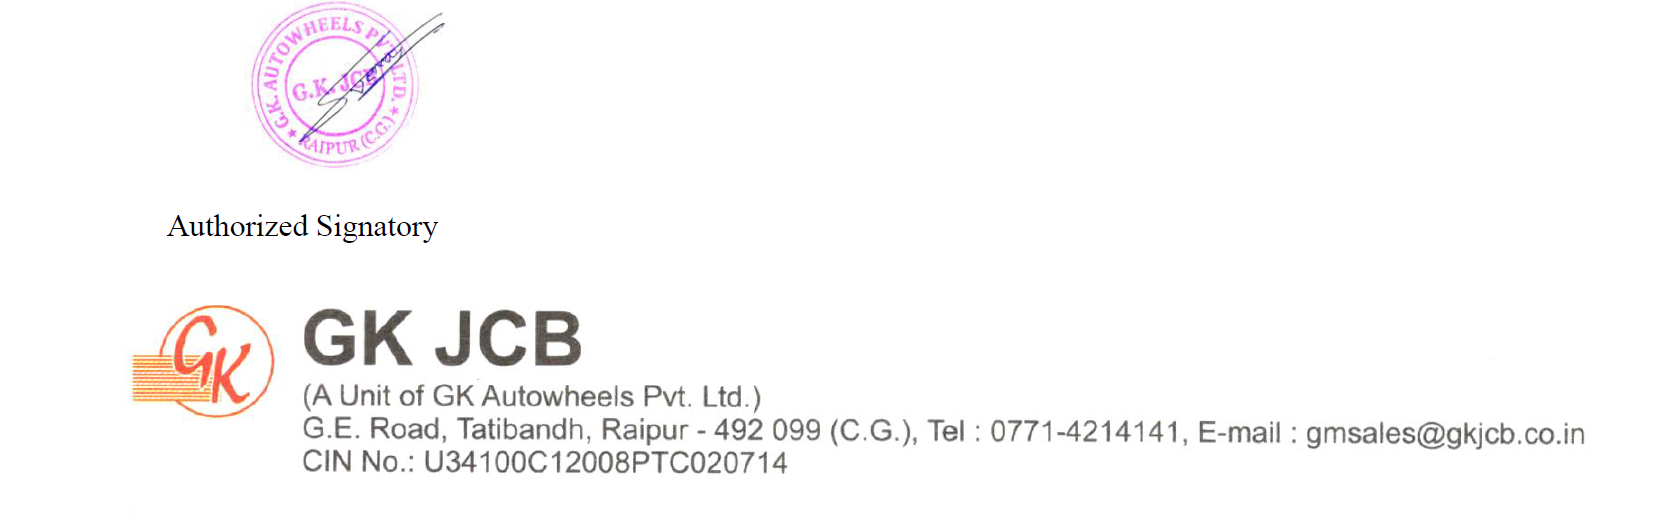 G.K. AUTOWHEELS PVT. LTD.
G.K. JCB
★ RAIPUR (C.G.) ★
Authorized Signatory
GK
GK JCB
(A Unit of GK Autowheels Pvt. Ltd.)
G.E. Road, Tatibandh, Raipur - 492 099 (C.G.), Tel : 0771-4214141, E-mail : gmsales@gkjcb.co.in
CIN No.: U34100C12008PTC020714